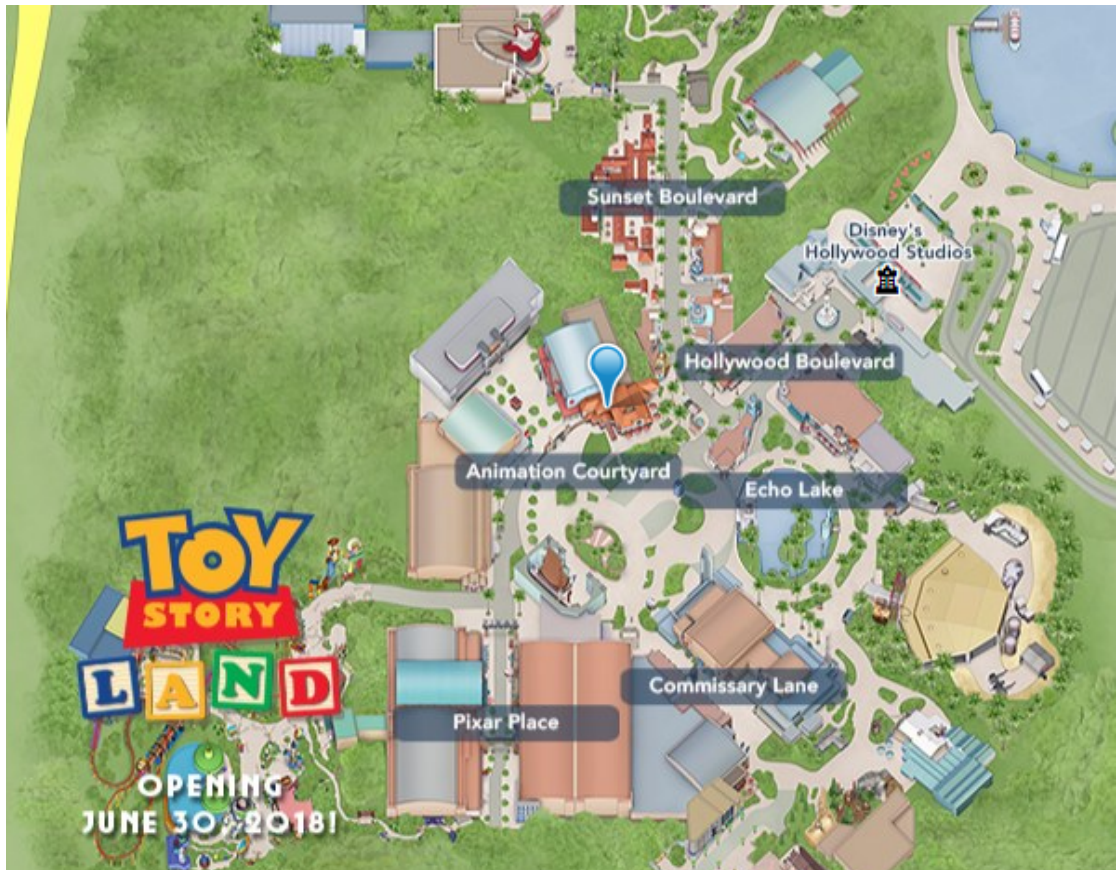 Sunset Boulevard
Disney's
Hollywood Studios
Hollywood Boulevard
Animation Courtyard
Echo Lake
TOY
STORY
LAND
Commissary Lane
Pixar Place
OPENING
JUNE 30, 2018!